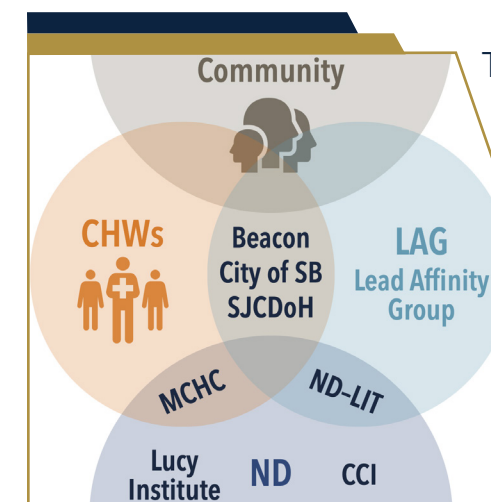 T
Community
CHWs
Beacon
City of SB
SJCDoH
LAG
Lead Affinity
Group
MCHC
ND-LIT
Lucy
Institute
ND
CCI